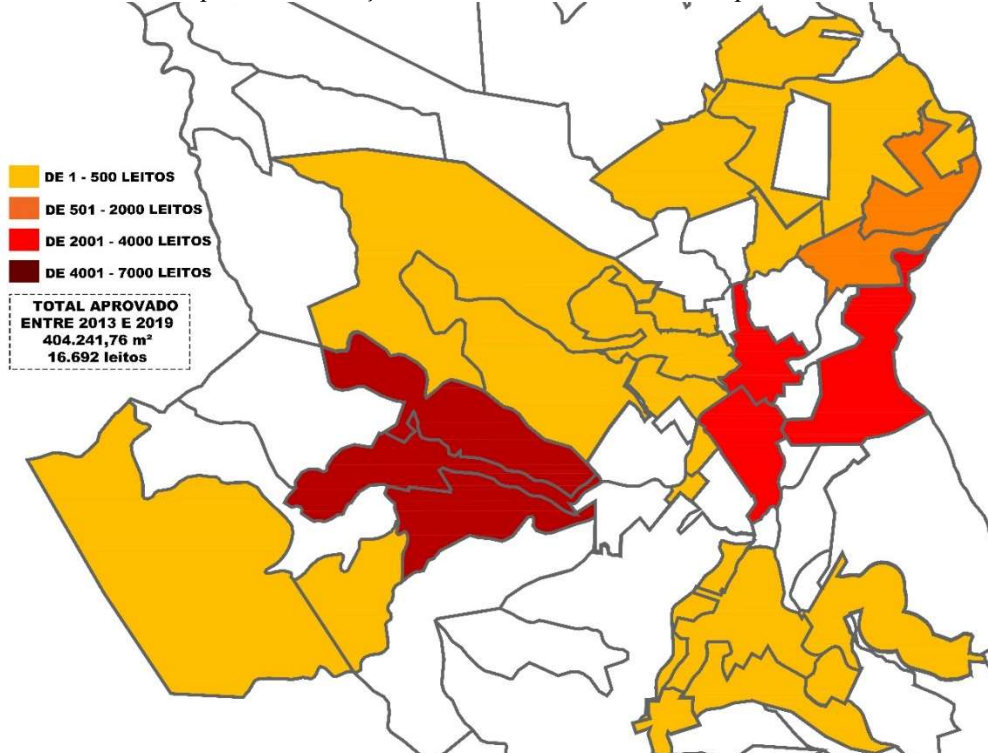 DE 1 - 500 LEITOS
DE 501 - 2000 LEITOS
DE 2001 - 4000 LEITOS
DE 4001 - 7000 LEITOS
TOTAL APROVADO
ENTRE 2013 E 2019
404.241,76 m²
16.692 leitos